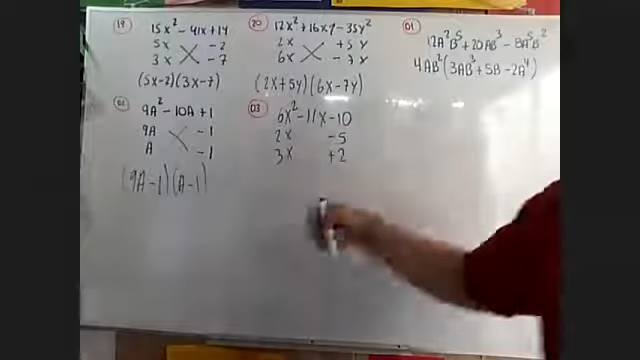 19
15x² - 41x + 14
5x - 2
3x - 7
(5x-2)(3x-7)
20
12x² + 16xy - 35y²
2x + 5y
6x - 7y
(2x+5y)(6x-7y)
01
12A²B⁵ + 20AB³ - 8A⁵B²
4AB²(3AB³ + 5B - 2A⁴)
9A² - 10A + 1
9A - 1
A - 1
(9A-1)(A-1)
03
6x² - 11x - 10
2x - 5
3x + 2